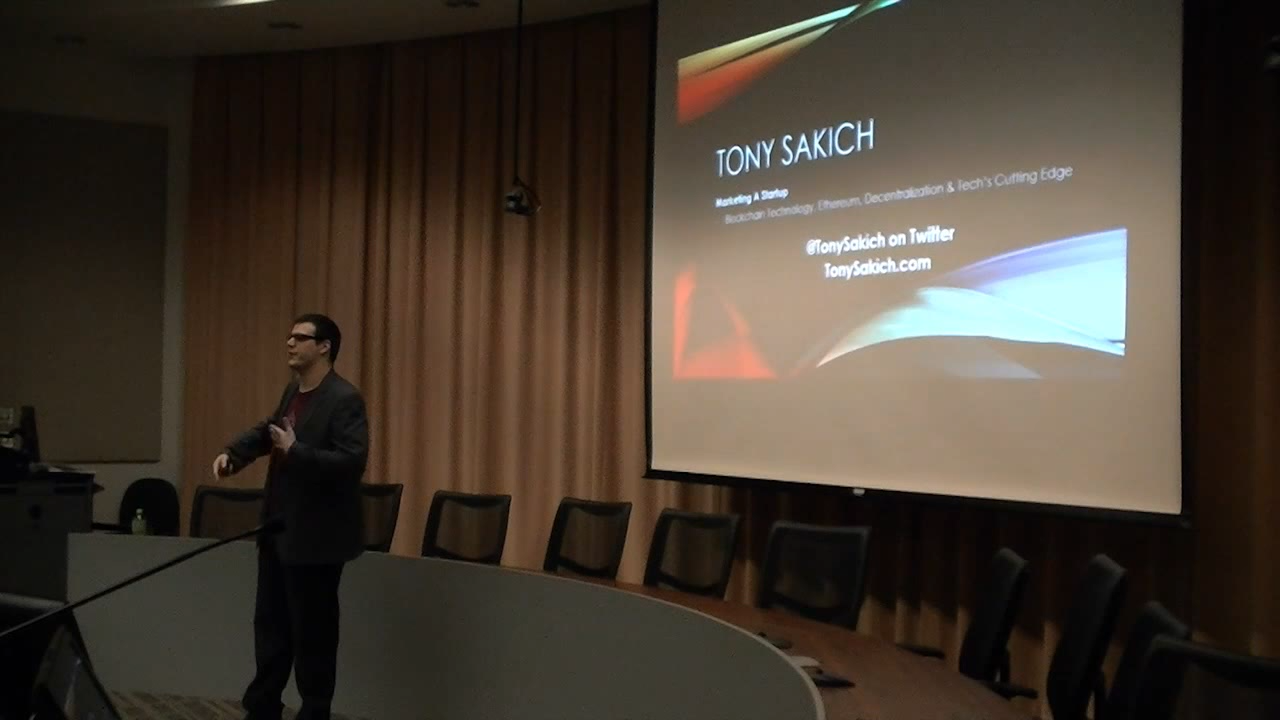 TONY SAKICH
Marketing A Startup
Blockchain Technology, Ethereum, Decentralization & Tech's Cutting Edge
@TonySakich on Twitter
TonySakich.com